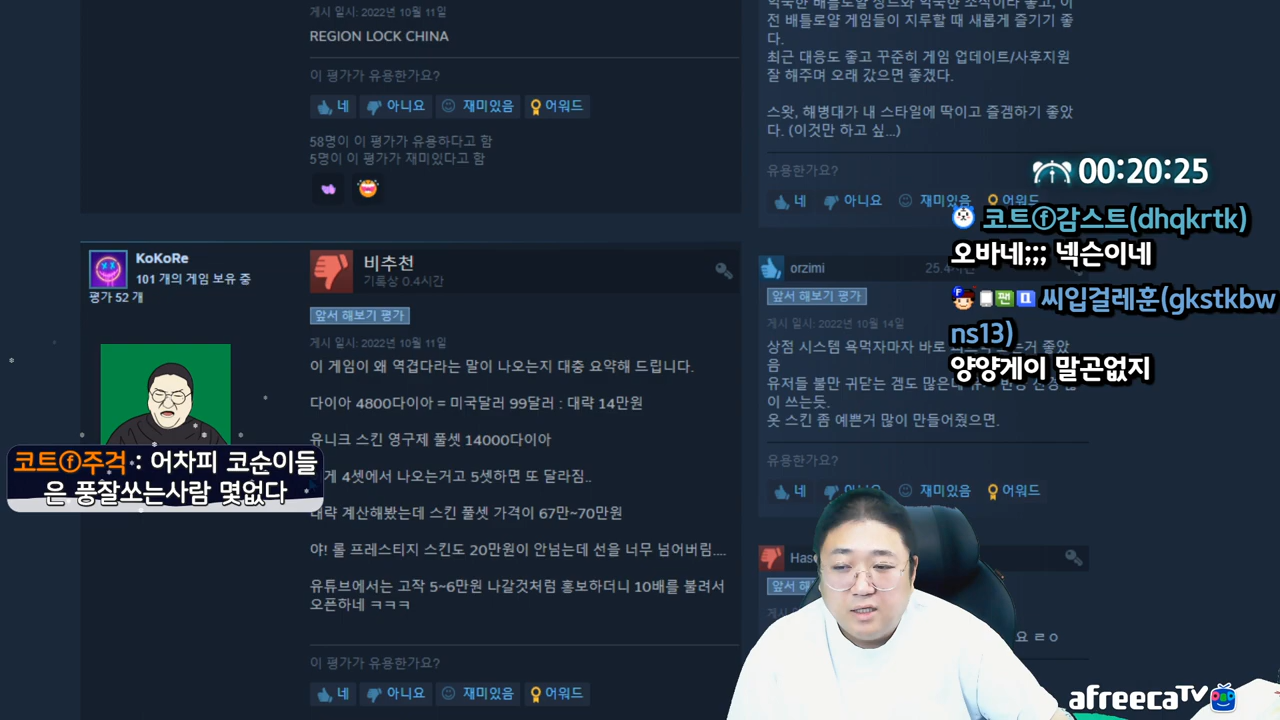 게시 일시: 2022년 10월 11일
REGION LOCK CHINA
이 평가가 유용한가요?
네 아니요 재미있음 어워드
58명이 이 평가가 유용하다고 함
5명이 이 평가가 재미있다고 함
KoKoRe
101 개의 게임 보유 중
평가 52 개
비추천
기록상 0.4시간
앞서 해보기 평가
게시 일시: 2022년 10월 11일
이 게임이 왜 역겹다라는 말이 나오는지 대충 요약해 드립니다.
다이아 4800다이아 = 미국달러 99달러 : 대략 14만원
유니크 스킨 영구제 풀셋 14000다이아
게 4셋에서 나오는거고 5셋하면 또 달라짐..
대략 계산해봤는데 스킨 풀셋 가격이 67만~70만원
야! 롤 프레스티지 스킨도 20만원이 안넘는데 선을 너무 넘어버림....
유튜브에서는 고작 5~6만원 나갈것처럼 홍보하더니 10배를 불려서
오픈하네 ㅋㅋㅋ
이 평가가 유용한가요?
네 아니요 재미있음 어워드
코트ⓕ주걱 : 어차피 코순이들
은 풍잘쏘는사람 몇없다
전 배틀로얄 게임들이 지루할 때 새롭게 즐기기 좋
다.
최근 대응도 좋고 꾸준히 게임 업데이트/사후지원
잘 해주며 오래 갔으면 좋겠다.
스왓, 해병대가 내 스타일에 딱이고 즐겜하기 좋았
다. (이것만 하고 싶...)
유용한가요?
네 아니요 재미있음 어워드
00:20:25
코트ⓕ감스트(dhqkrtk)
오바네;;; 넥슨이네
팬 씨입걸레훈(gkstkbw
ns13)
양양게이 말곤없지
orzimi 25.4시간
앞서 해보기 평가
게시 일시: 2022년 10월 14일
상점 시스템 욕먹자마자 바로 좋았
음
유저들 불만 귀닫는 겜도 많은데
이 쓰는듯.
옷 스킨 좀 예쁜거 많이 만들어줬으면.
유용한가요?
네 아니요 재미있음 어워드
앞서 해
요 ㄹㅇ
afreecaTV